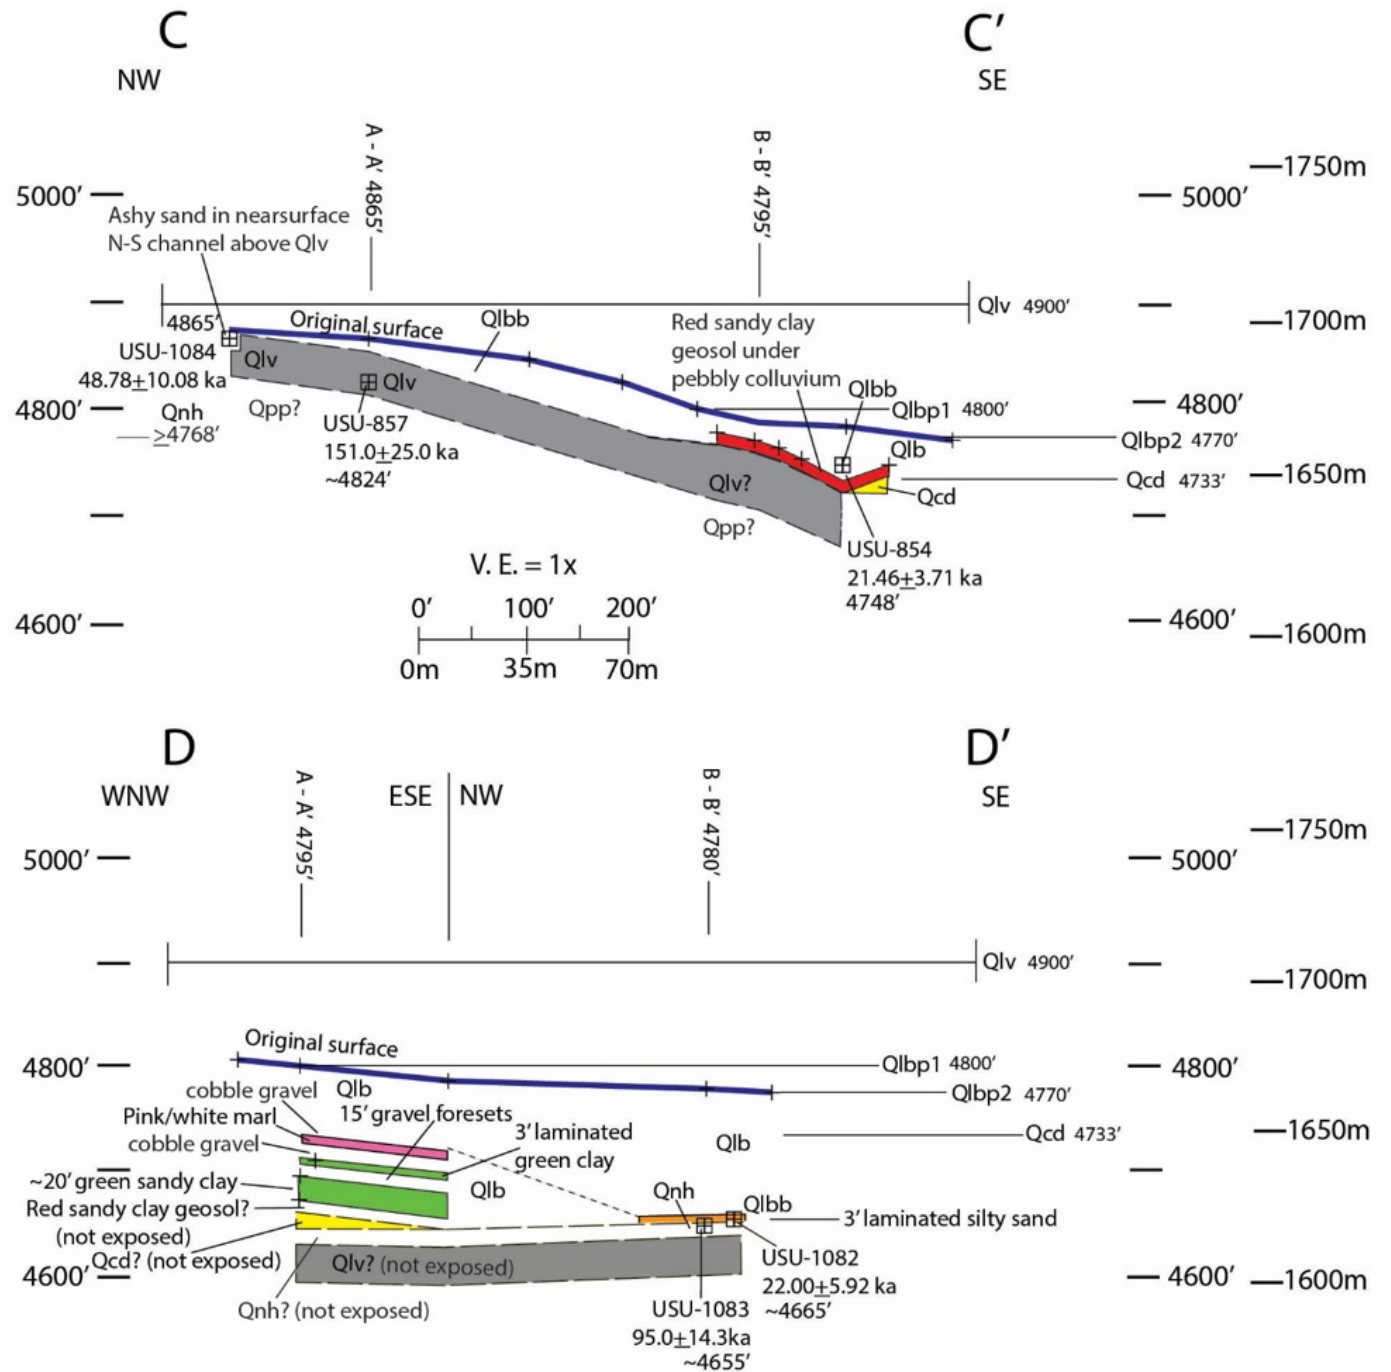 C
C′
NW
SE
A - A′ 4865′
B - B′ 4795′
1750m
5000′
5000′
Ashy sand in nearsurface
N-S channel above Qlv
Qlv 4900′
1700m
4865′
Original surface
Qlbb
Red sandy clay
geosol under
pebbly colluvium
USU-1084
48.78±10.08 ka
Qlv
Qlv
Qlbb
Qlbp1 4800′
4800′
4800′
Qnh
≥4768′
Qpp?
USU-857
151.0±25.0 ka
~4824′
Qlbp2 4770′
Qlb
Qcd 4733′
1650m
Qlv?
Qcd
Qpp?
USU-854
21.46±3.71 ka
4748′
V. E. = 1x
0′ 100′ 200′
0m 35m 70m
4600′
4600′
1600m
D
D′
WNW
ESE
NW
SE
A - A′ 4795′
B - B′ 4780′
1750m
5000′
5000′
Qlv 4900′
1700m
Original surface
4800′
Qlbp1 4800′
4800′
cobble gravel
Qlb
Qlbp2 4770′
Pink/white marl
15′ gravel foresets
cobble gravel
3′ laminated
green clay
Qlb
Qcd 4733′
1650m
~20′ green sandy clay
Qlb
Qnh
Qlbb
Red sandy clay geosol?
(not exposed)
3′ laminated silty sand
Qcd? (not exposed)
4600′
Qlv? (not exposed)
USU-1082
22.00±5.92 ka
~4665′
4600′
1600m
Qnh? (not exposed)
USU-1083
95.0±14.3ka
~4655′